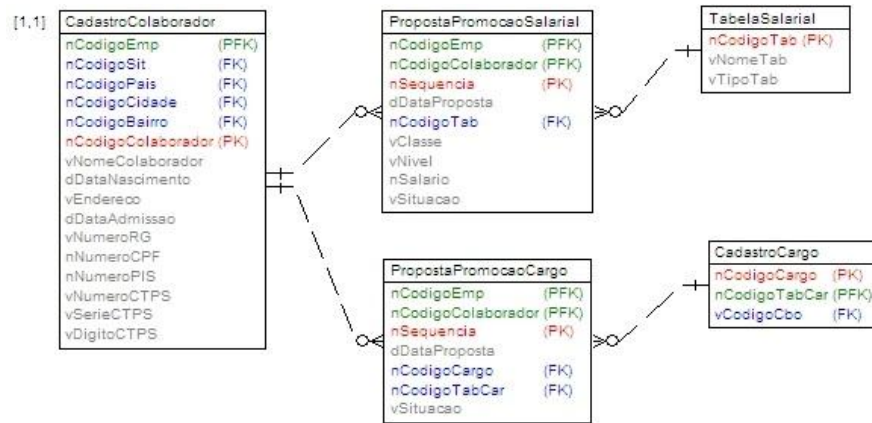 [1,1]
CadastroColaborador
nCodigoEmp (PFK)
nCodigoSit (FK)
nCodigoPais (FK)
nCodigoCidade (FK)
nCodigoBairro (FK)
nCodigoColaborador (PK)
vNomeColaborador
dDataNascimento
vEndereco
dDataAdmissao
vNumeroRG
nNumeroCPF
nNumeroPIS
vNumeroCTPS
vSerieCTPS
vDigitoCTPS
PropostaPromocaoSalarial
nCodigoEmp (PFK)
nCodigoColaborador (PFK)
nSequencia (PK)
dDataProposta
nCodigoTab (FK)
vClasse
vNivel
nSalario
vSituacao
TabelaSalarial
nCodigoTab (PK)
vNomeTab
vTipoTab
PropostaPromocaoCargo
nCodigoEmp (PFK)
nCodigoColaborador (PFK)
nSequencia (PK)
dDataProposta
nCodigoCargo (FK)
nCodigoTabCar (FK)
vSituacao
CadastroCargo
nCodigoCargo (PK)
nCodigoTabCar (PFK)
vCodigoCbo (FK)